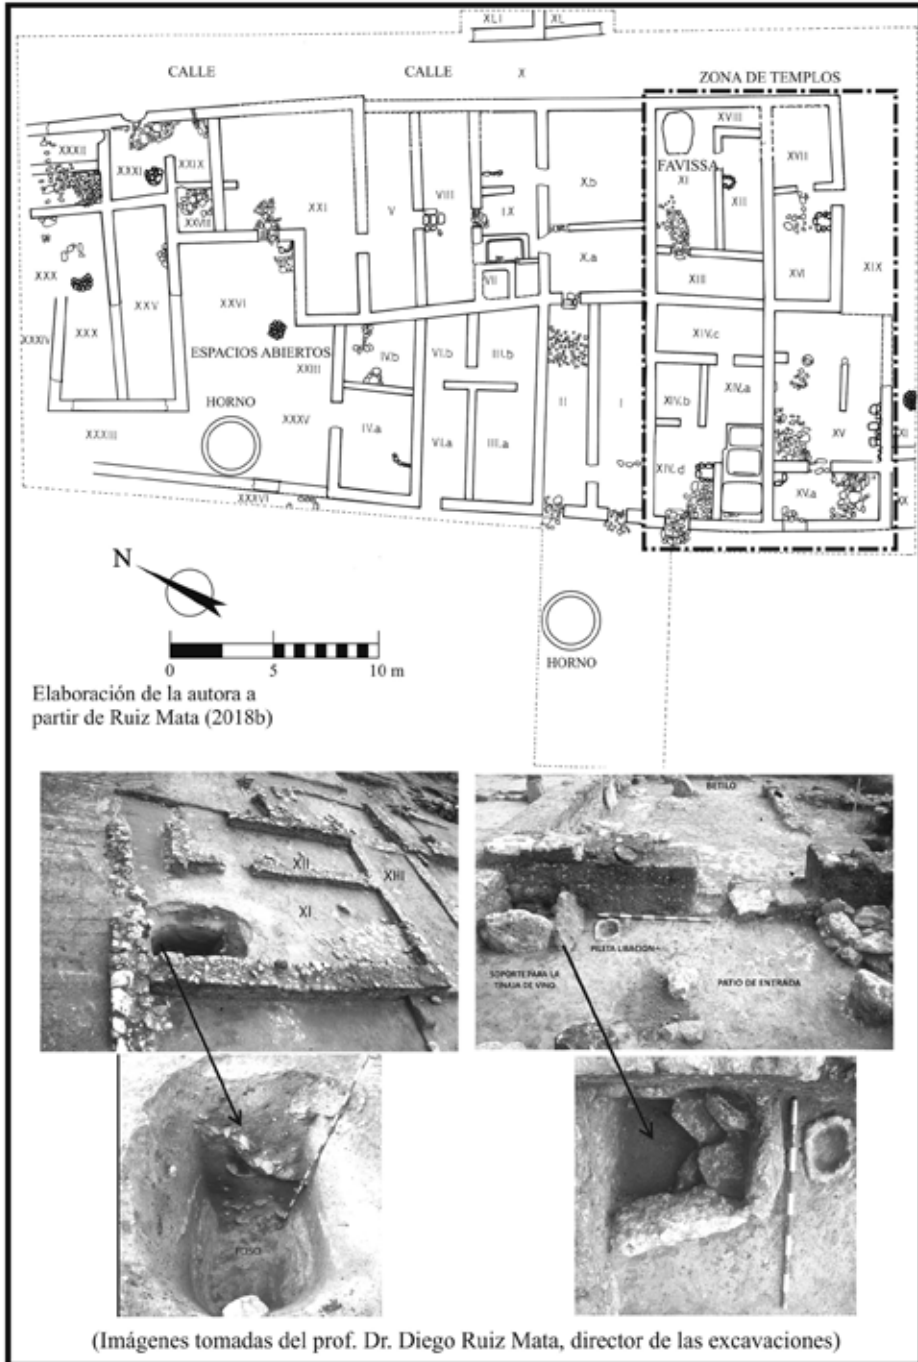 XLI XL
CALLE CALLE X ZONA DE TEMPLOS
XXXII XXXI XXIX XVIII XVII
FAVISSA
XXI V VIII IX X.b XI XII
XXVIII
X.a
XXX XXV XXVI VII XIII XVI XIX
XXXIV XXX
ESPACIOS ABIERTOS
XXIII IV.b VI.b III.b XIV.c
HORNO
XXXV II I XIV.b XIV.a
XXXIII IV.a VI.a III.a XV XI
XIV.d
XXXVI XV.a XX
N
0 5 10 m
HORNO
Elaboración de la autora a
partir de Ruiz Mata (2018b)
BETILO
XII
XIII
XI
PILETA LIBACION
SOPORTE PARA LA
TINAJA DE VINO
PATIO DE ENTRADA
FOSO
(Imágenes tomadas del prof. Dr. Diego Ruiz Mata, director de las excavaciones)